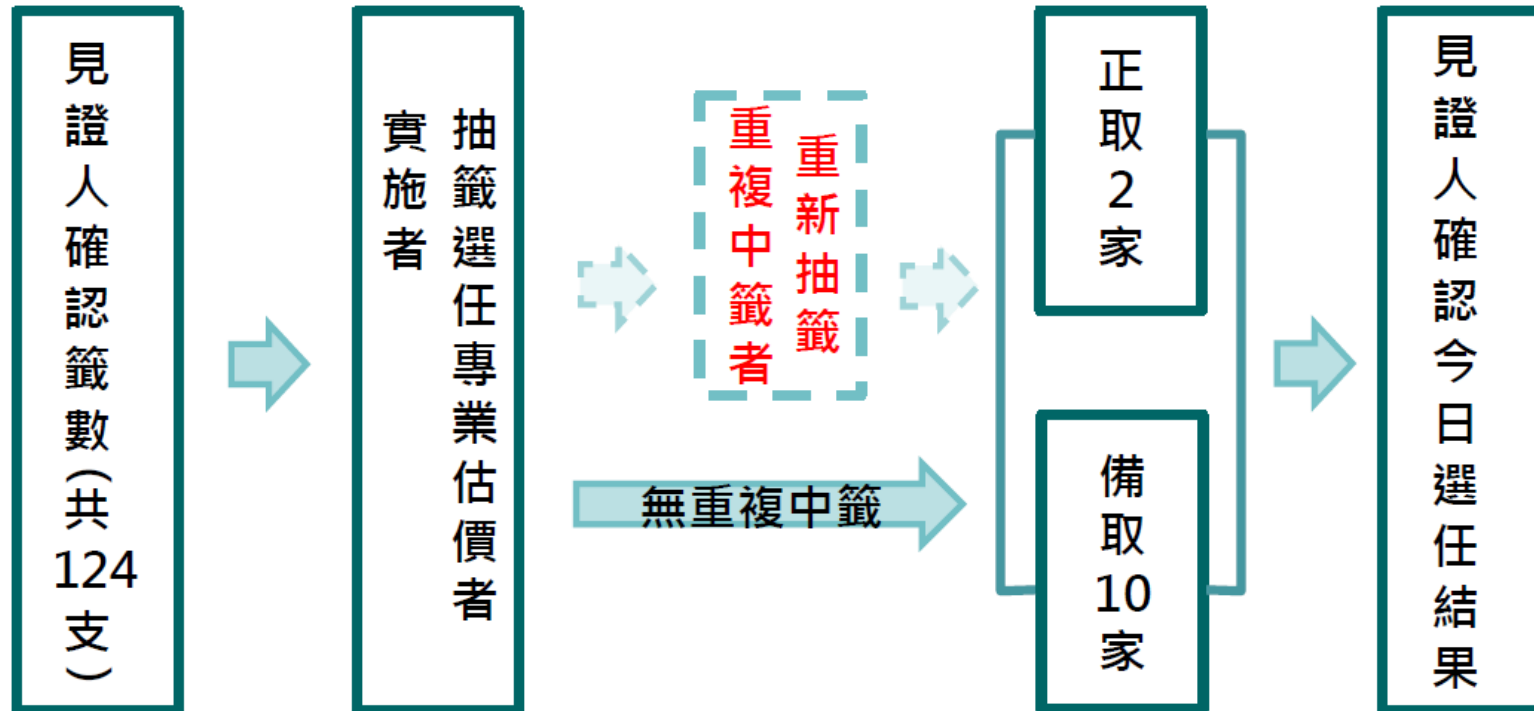 見證人確認籤數(共124支)
抽籤選任專業估價者
實施者
重新抽籤
重複中籤者
無重複中籤
正取2家
備取10家
見證人確認今日選任結果